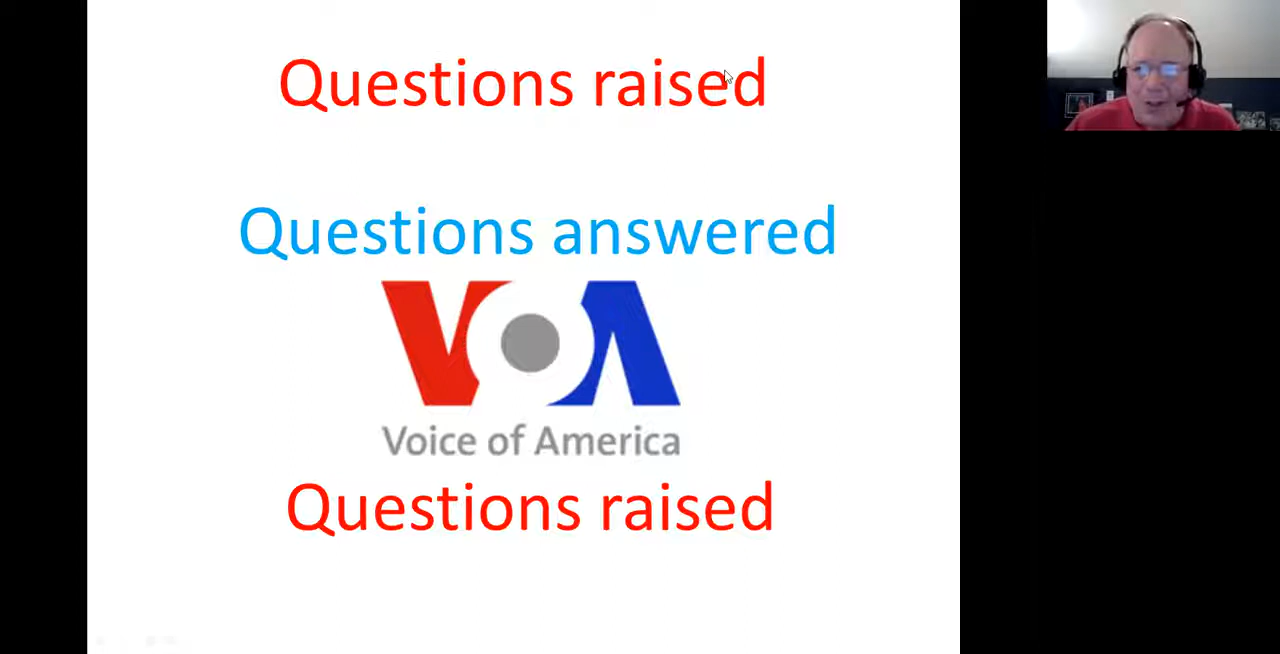 Questions raised
Questions answered
VOA
Voice of America
Questions raised